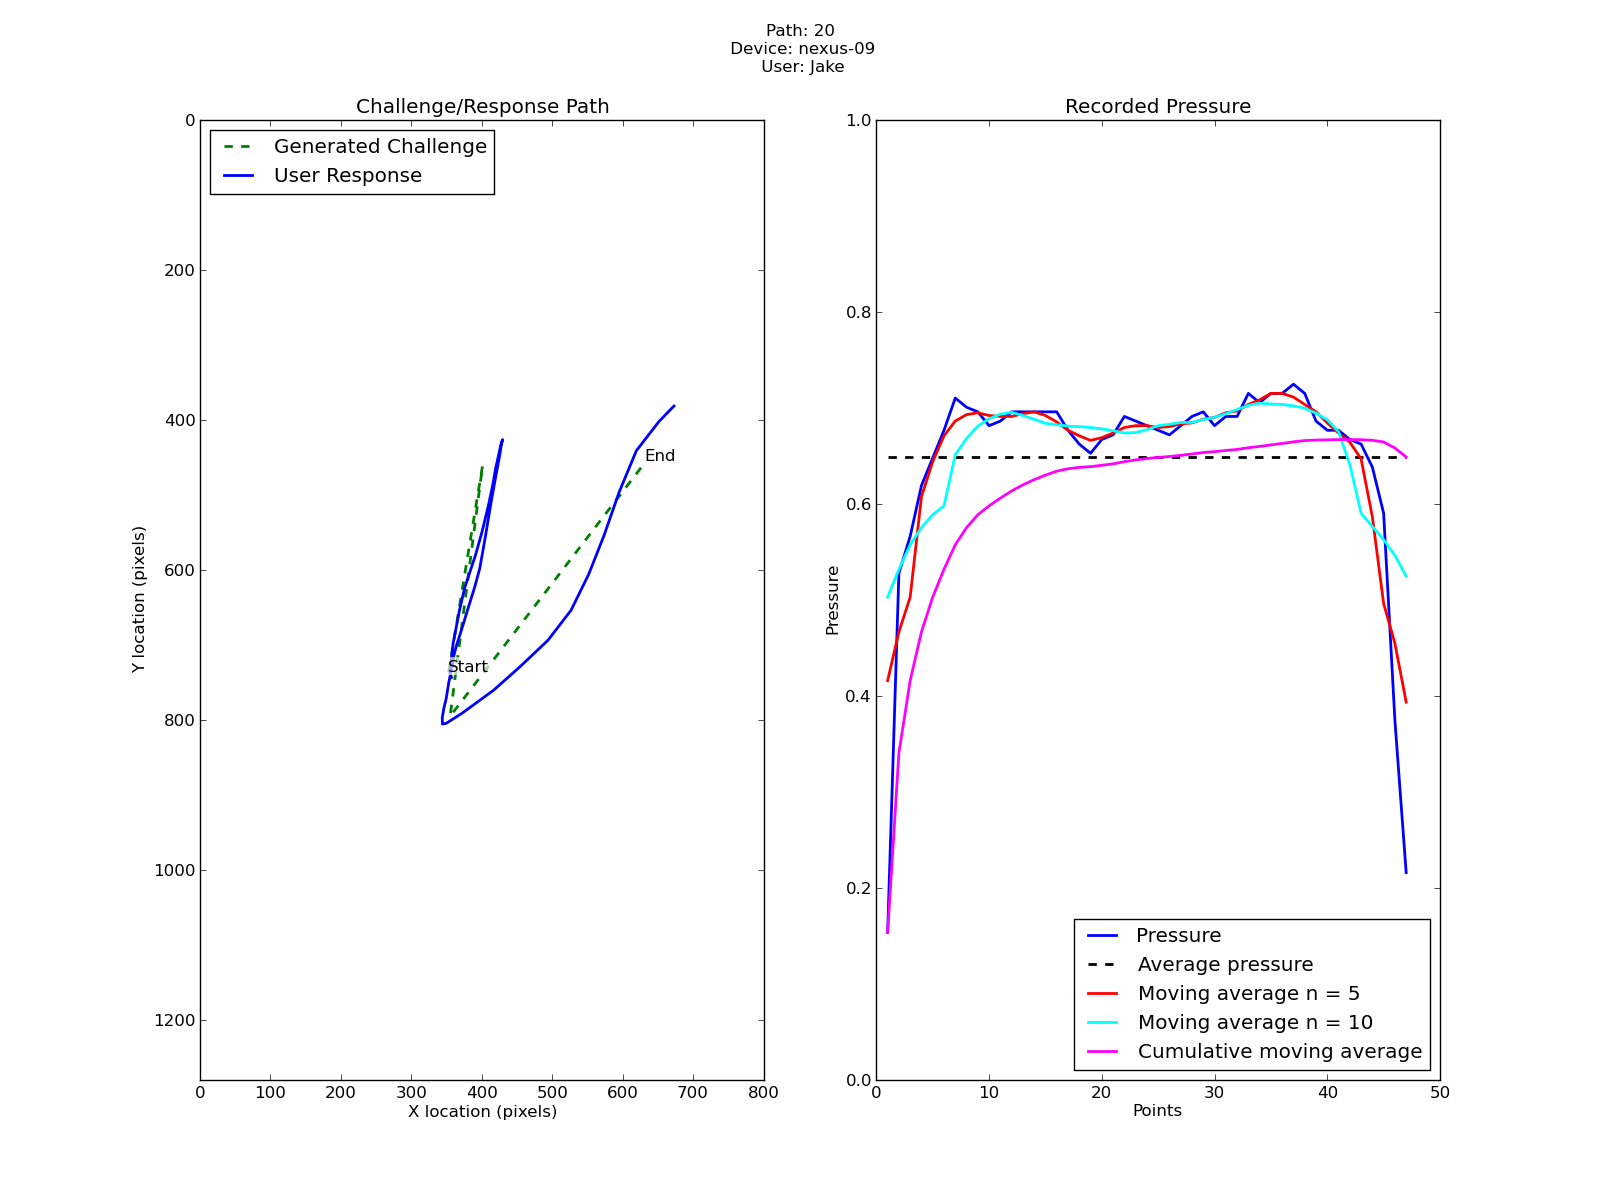 Path: 20
Device: nexus-09
User: Jake
Challenge/Response Path
Generated Challenge
User Response
0
200
400
600
800
1000
1200
Y location (pixels)
End
Start
0 100 200 300 400 500 600 700 800
X location (pixels)
Recorded Pressure
1.0
0.8
0.6
0.4
0.2
0.0
Pressure
Pressure
Average pressure
Moving average n = 5
Moving average n = 10
Cumulative moving average
0 10 20 30 40 50
Points